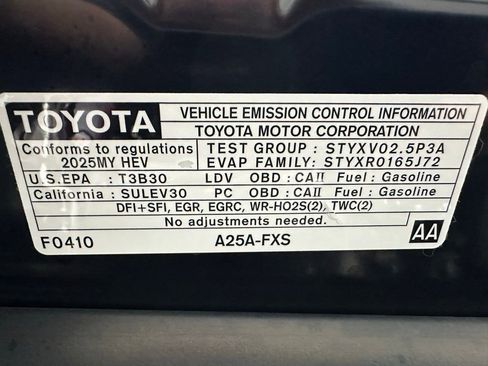 TOYOTA VEHICLE EMISSION CONTROL INFORMATION
TOYOTA MOTOR CORPORATION
Conforms to regulations TEST GROUP : STYXV02.5P3A
2025MY HEV EVAP FAMILY: STYXR0165J72
U.S.EPA : T3B30 LDV OBD : CAII Fuel : Gasoline
California : SULEV30 PC OBD : CAII Fuel : Gasoline
DFI+SFI, EGR, EGRC, WR-HO2S(2), TWC(2)
No adjustments needed.
F0410 A25A-FXS AA